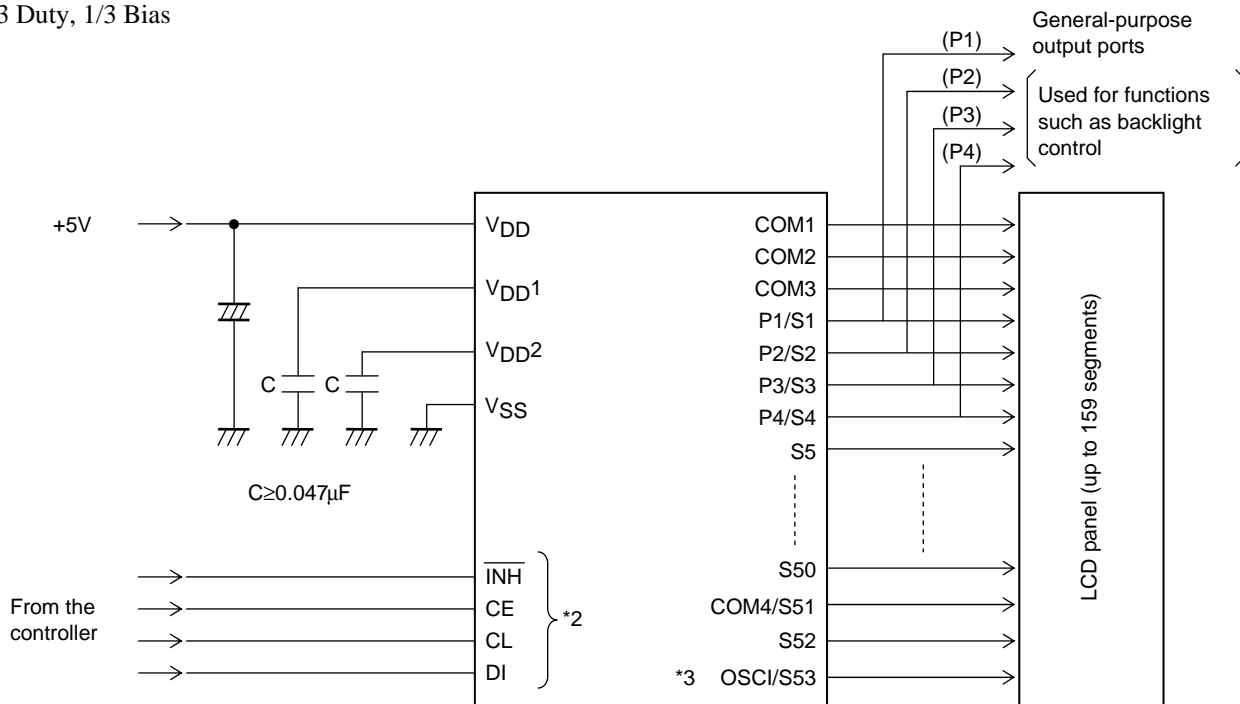 3 Duty, 1/3 Bias
General-purpose
output ports
(P1)
(P2)
(P3)
(P4)
Used for functions
such as backlight
control
+5V
VDD
VDD1
VDD2
VSS
C
C
C≥0.047μF
From the
controller
INH
CE
CL
DI
*2
COM1
COM2
COM3
P1/S1
P2/S2
P3/S3
P4/S4
S5
S50
COM4/S51
S52
*3 OSCI/S53
LCD panel (up to 159 segments)